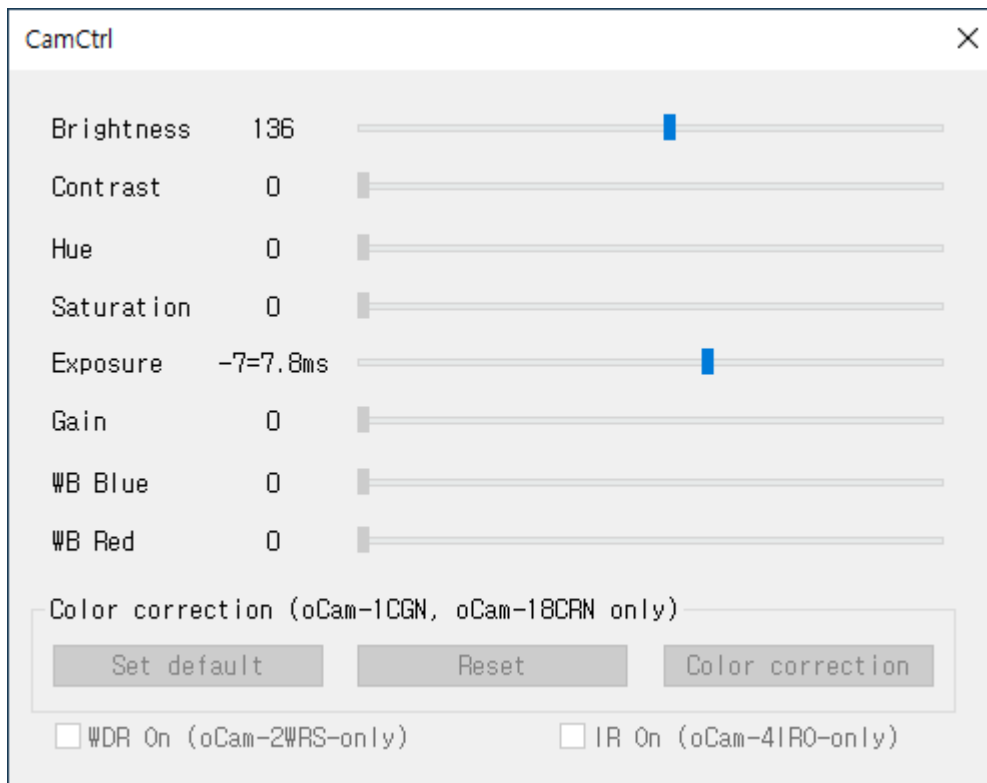 CamCtrl
Brightness 136
Contrast 0
Hue 0
Saturation 0
Exposure -7=7.8ms
Gain 0
WB Blue 0
WB Red 0
Color correction (oCam-1CGN, oCam-18CRN only)
Set default Reset Color correction
WDR On (oCam-2WRS-only) IR On (oCam-4IRO-only)